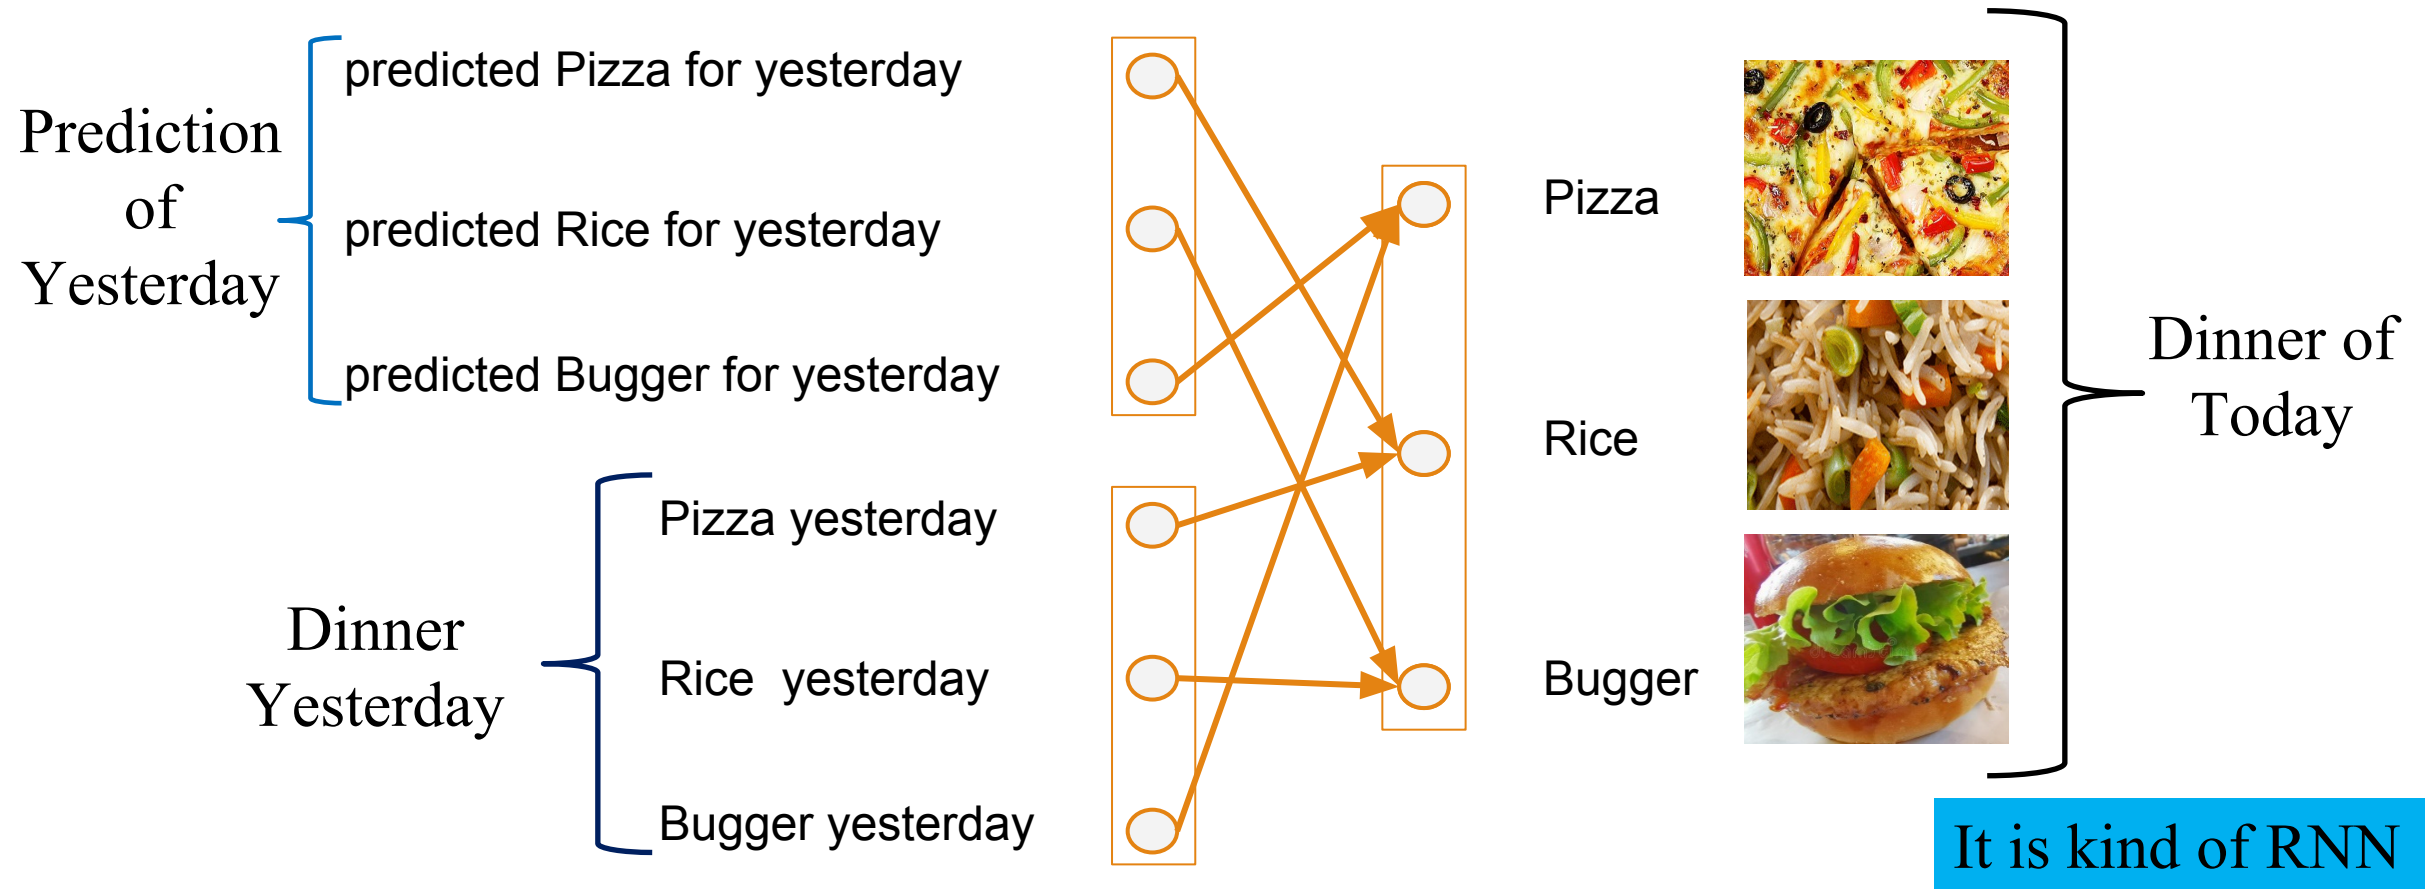 Prediction
of
Yesterday
predicted Pizza for yesterday
predicted Rice for yesterday
predicted Bugger for yesterday
Dinner
Yesterday
Pizza yesterday
Rice  yesterday
Bugger yesterday
Pizza
Rice
Bugger
Dinner of
Today
It is kind of RNN